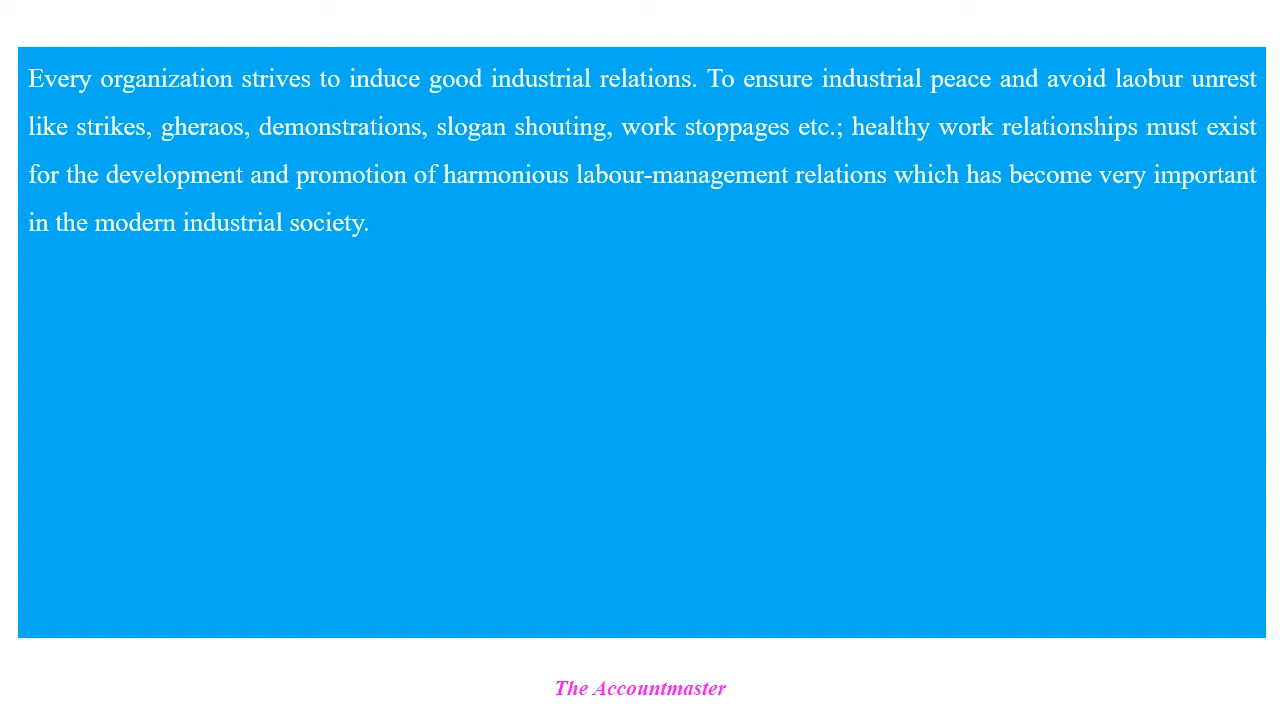 Every organization strives to induce good industrial relations. To ensure industrial peace and avoid laobur unrest
like strikes, gheraos, demonstrations, slogan shouting, work stoppages etc.; healthy work relationships must exist
for the development and promotion of harmonious labour-management relations which has become very important
in the modern industrial society.
The Accountmaster